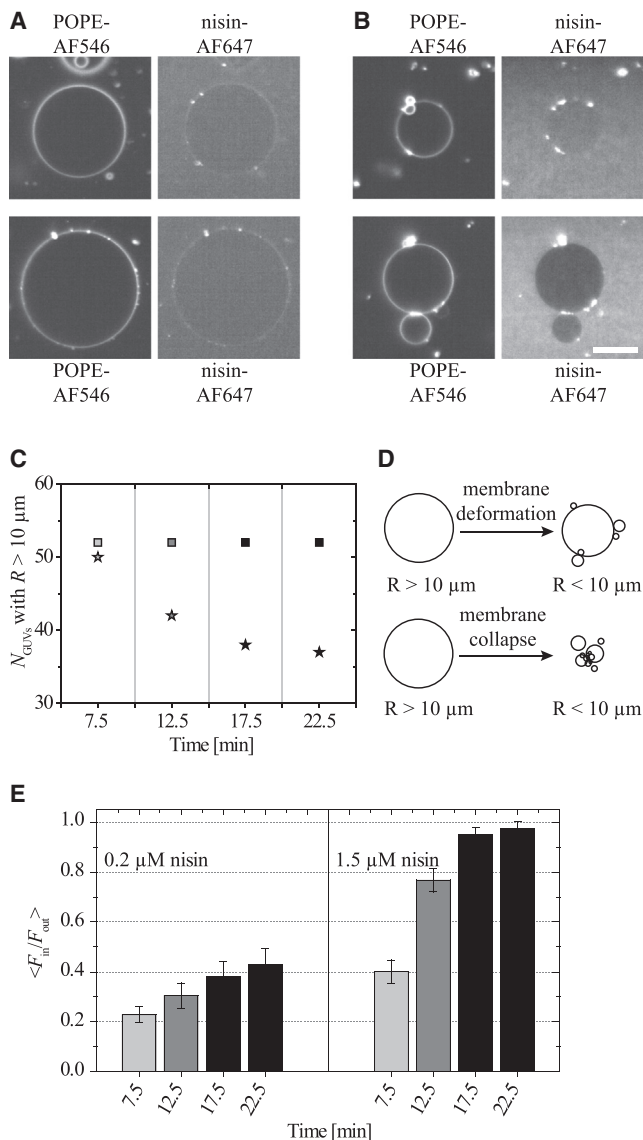 A
POPE-
AF546
nisin-
AF647
POPE-
AF546
nisin-
AF647
B
POPE-
AF546
nisin-
AF647
POPE-
AF546
nisin-
AF647
C
N_GUVs with R > 10 µm
60
50
40
30
7.5 12.5 17.5 22.5
Time [min]
D
membrane
deformation
R > 10 µm R < 10 µm
membrane
collapse
R > 10 µm R < 10 µm
E
<F_in/F_out>
1.0
0.8
0.6
0.4
0.2
0.0
0.2 µM nisin
1.5 µM nisin
7.5 12.5 17.5 22.5 7.5 12.5 17.5 22.5
Time [min]